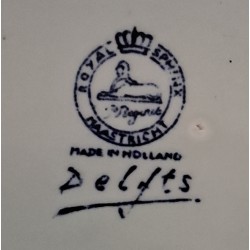 ROYAL SPHINX
P. Regout
MAASTRICHT
MADE IN HOLLAND
Delfts